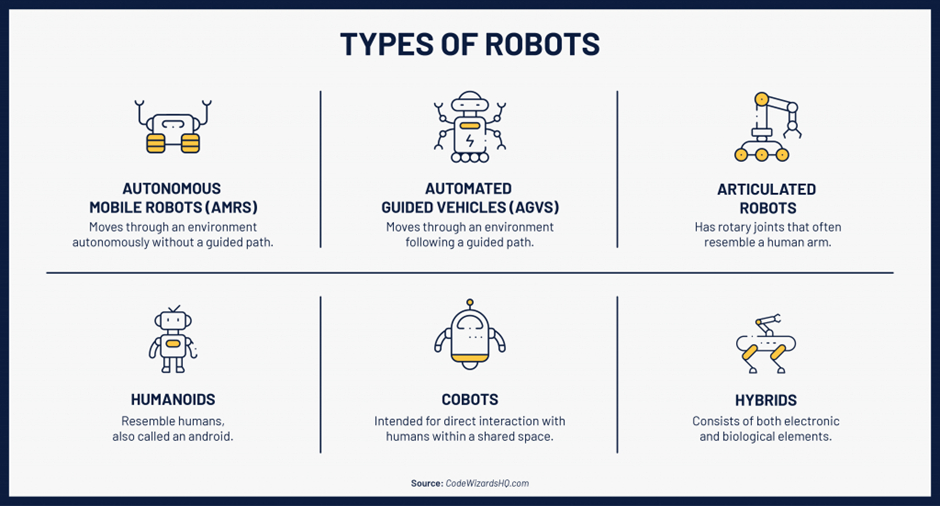 TYPES OF ROBOTS
AUTONOMOUS
MOBILE ROBOTS (AMRS)
Moves through an environment
autonomously without a guided path.
AUTOMATED
GUIDED VEHICLES (AGVS)
Moves through an environment
following a guided path.
ARTICULATED
ROBOTS
Has rotary joints that often
resemble a human arm.
HUMANOIDS
Resemble humans,
also called an android.
COBOTS
Intended for direct interaction with
humans within a shared space.
HYBRIDS
Consists of both electronic
and biological elements.
Source: CodeWizardsHQ.com